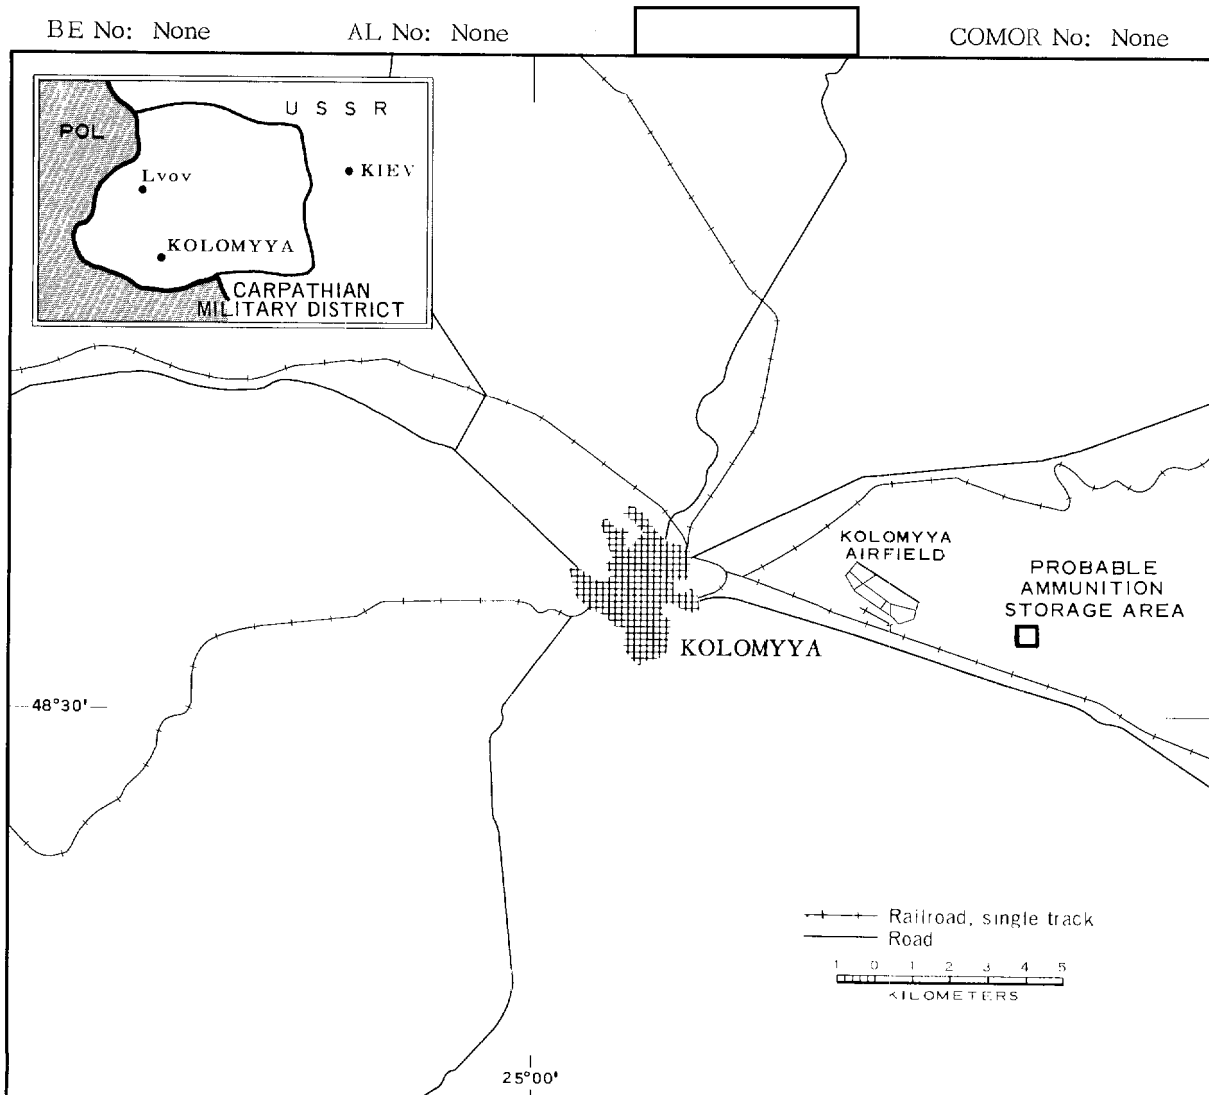 BE No: None AL No: None COMOR No: None
U S S R
POL
Lvov
KIEV
KOLOMYYA
CARPATHIAN
MILITARY DISTRICT
KOLOMYYA
AIRFIELD
PROBABLE
AMMUNITION
STORAGE AREA
KOLOMYYA
48°30'
Railroad, single track
Road
1 0 1 2 3 4 5
KILOMETERS
25°00'